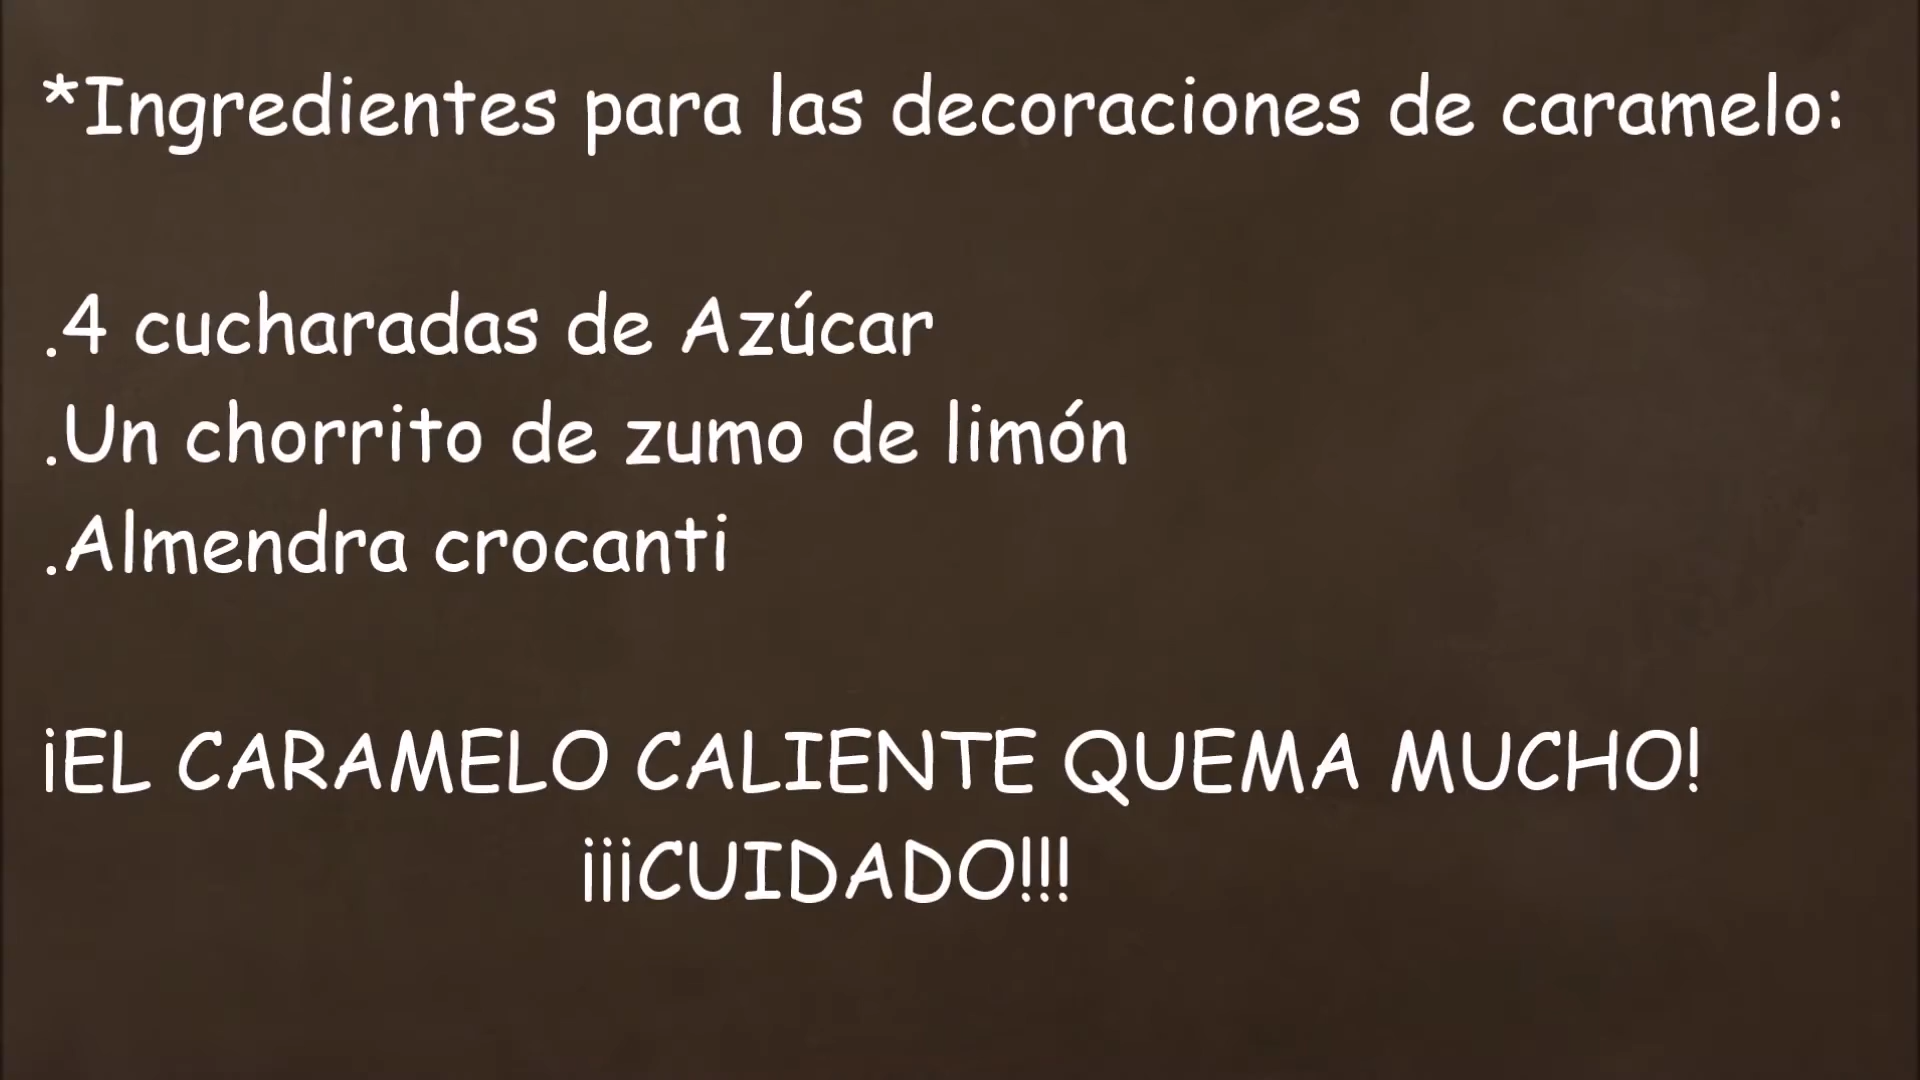 *Ingredientes para las decoraciones de caramelo:
.4 cucharadas de Azúcar
.Un chorrito de zumo de limón
.Almendra crocanti
¡EL CARAMELO CALIENTE QUEMA MUCHO!
¡¡¡CUIDADO!!!